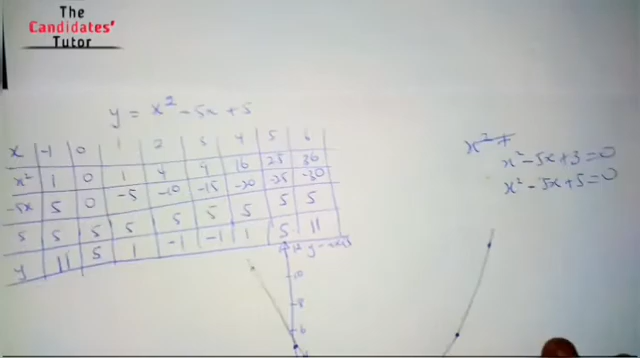 The
Candidates'
Tutor
y = x² - 5x + 5
x -1 0 1 2 3 4 5 6
x² 1 0 1 4 9 16 25 36
-5x 5 0 -5 -10 -15 -20 -25 -30
5 5 5 5 5 5 5 5 5
y 11 5 1 -1 -1 1 5 11
x² +
x² - 5x + 3 = 0
x² - 5x + 5 = 0
y-axis
10
8
6